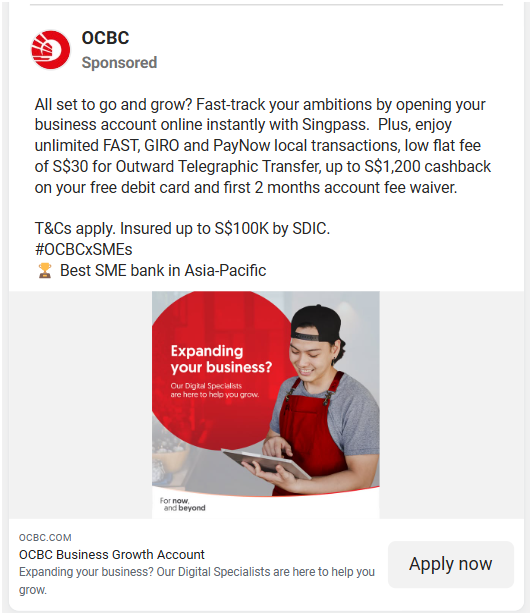 OCBC
Sponsored
All set to go and grow? Fast-track your ambitions by opening your
business account online instantly with Singpass.  Plus, enjoy
unlimited FAST, GIRO and PayNow local transactions, low flat fee
of S$30 for Outward Telegraphic Transfer, up to S$1,200 cashback
on your free debit card and first 2 months account fee waiver.
T&Cs apply. Insured up to S$100K by SDIC.
#OCBCxSMEs
🏆 Best SME bank in Asia-Pacific
Expanding
your business?
Our Digital Specialists
are here to help you grow.
For now,
and beyond
OCBC.COM
OCBC Business Growth Account
Expanding your business? Our Digital Specialists are here to help you
grow.
Apply now